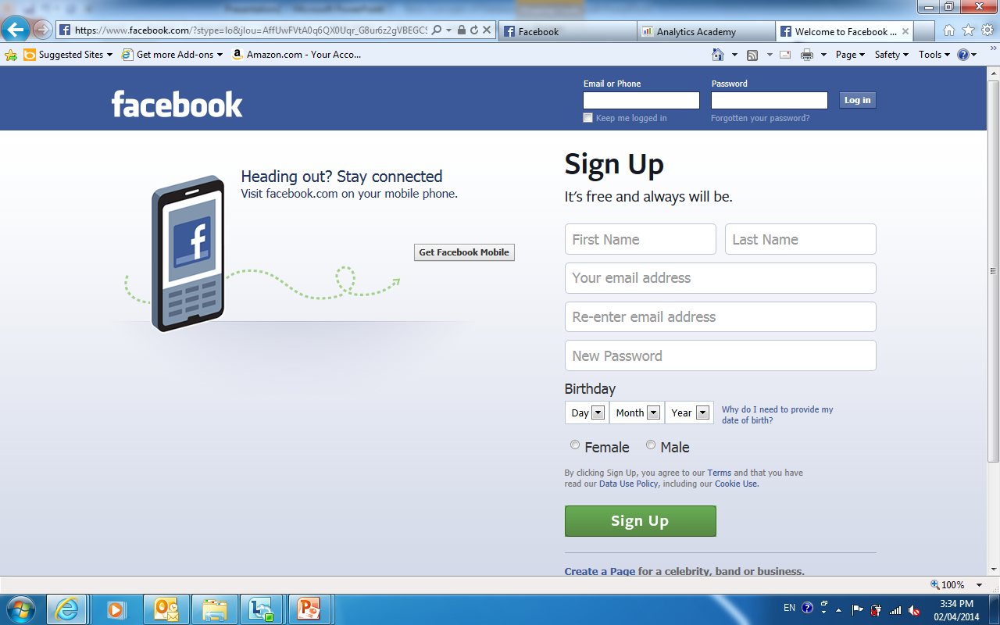 https://www.facebook.com/?stype=lo&jlou=AffUwFVtA0q6QX0Uqr_G8ur6z2gVBEGCS
Facebook
Analytics Academy
Welcome to Facebook ...
Suggested Sites
Get more Add-ons
Amazon.com - Your Acco...
Page
Safety
Tools
facebook
Email or Phone
Password
Log in
Keep me logged in
Forgotten your password?
Heading out? Stay connected
Visit facebook.com on your mobile phone.
Get Facebook Mobile
Sign Up
It's free and always will be.
First Name
Last Name
Your email address
Re-enter email address
New Password
Birthday
Day
Month
Year
Why do I need to provide my
date of birth?
Female
Male
By clicking Sign Up, you agree to our Terms and that you have
read our Data Use Policy, including our Cookie Use.
Sign Up
Create a Page for a celebrity, band or business.
100%
EN
3:34 PM
02/04/2014